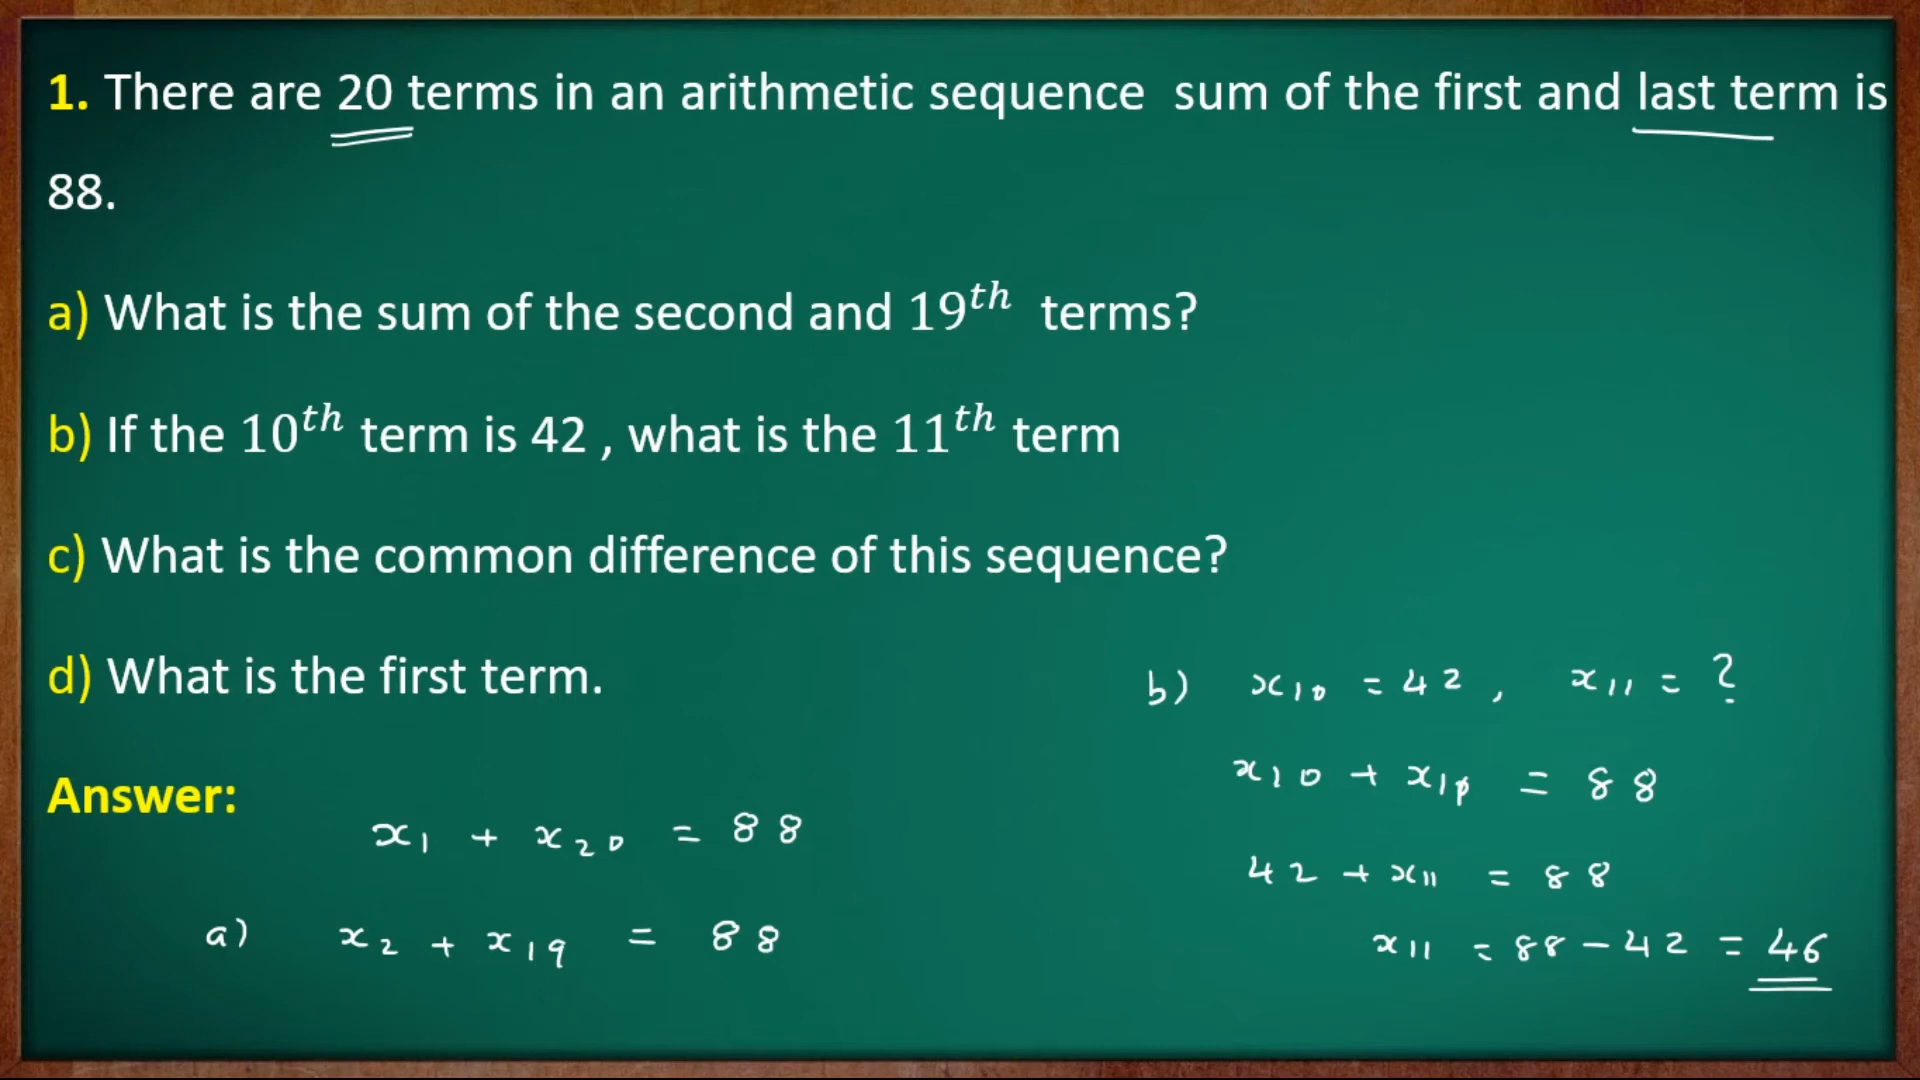 1. There are 20 terms in an arithmetic sequence sum of the first and last term is
88.
a) What is the sum of the second and 19th terms?
b) If the 10th term is 42 , what is the 11th term
c) What is the common difference of this sequence?
d) What is the first term.
Answer:
x₁ + x₂₀ = 88
a) x₂ + x₁₉ = 88
b) x₁₀ = 42 , x₁₁ = ?
x₁₀ + x₁₁ = 88
42 + x₁₁ = 88
x₁₁ = 88 – 42 = 46